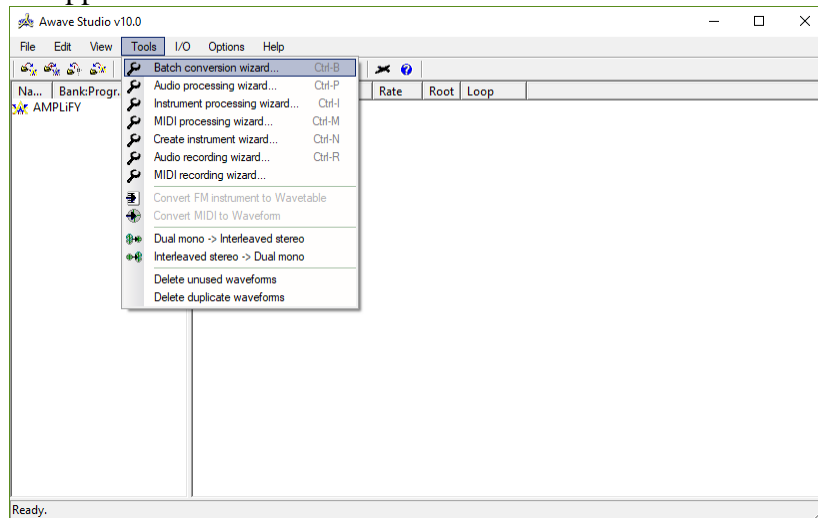 Awave Studio v10.0
File Edit View Tools I/O Options Help
Na... Bank:Progr. Rate Root Loop
AMPLiFY
Batch conversion wizard... Ctrl-B
Audio processing wizard... Ctrl-P
Instrument processing wizard... Ctrl-I
MIDI processing wizard... Ctrl-M
Create instrument wizard... Ctrl-N
Audio recording wizard... Ctrl-R
MIDI recording wizard...
Convert FM instrument to Wavetable
Convert MIDI to Waveform
Dual mono -> Interleaved stereo
Interleaved stereo -> Dual mono
Delete unused waveforms
Delete duplicate waveforms
Ready.